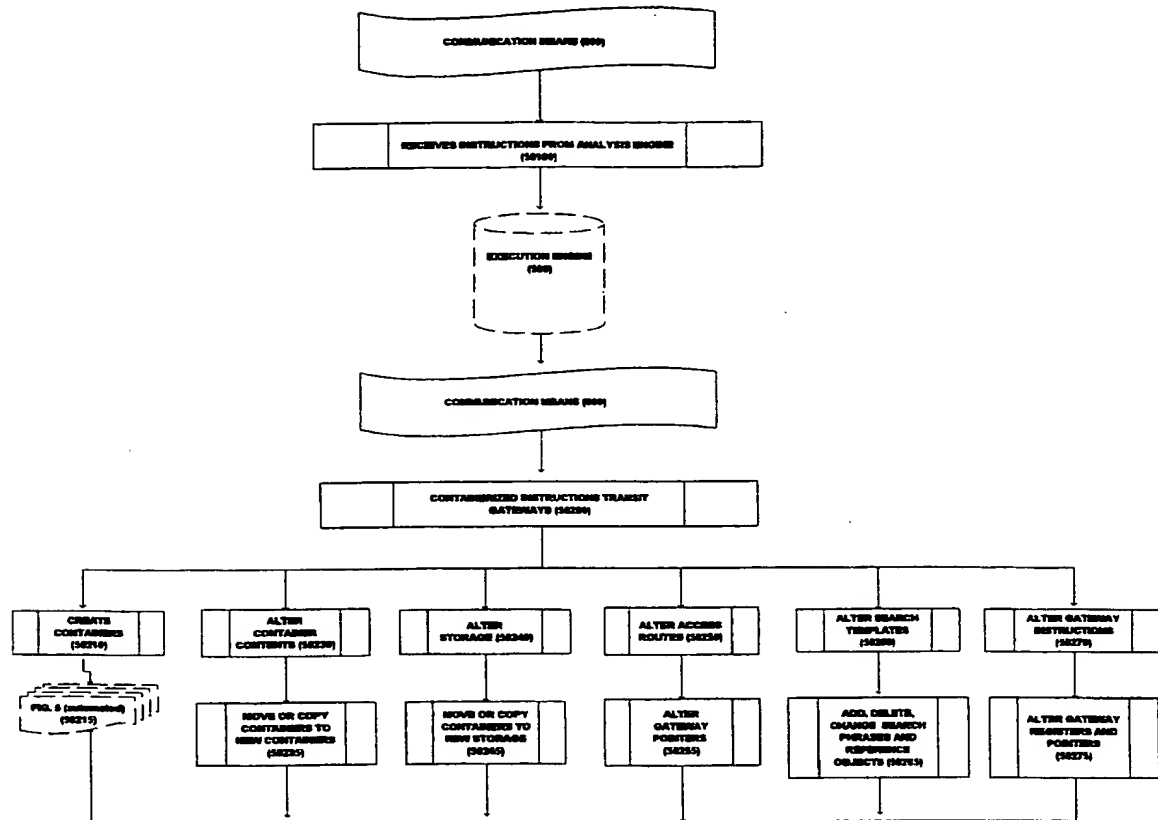 COMMUNICATION MEANS (800)
RECEIVES INSTRUCTIONS FROM ANALYSIS ENGINE
(50100)
EXECUTION ENGINE
(500)
COMMUNICATION MEANS (800)
CONTAINERIZED INSTRUCTIONS TRANSIT
GATEWAYS (50200)
CREATE
CONTAINERS
(50210)
ALTER
CONTAINER
CONTENTS (50230)
ALTER
STORAGE (50240)
ALTER ACCESS
ROUTES (50250)
ALTER SEARCH
TEMPLATES
(50260)
ALTER GATEWAY
INSTRUCTIONS
(50270)
FIG. 5 (automated)
(50215)
MOVE OR COPY
CONTAINERS TO
NEW CONTAINERS
(50235)
MOVE OR COPY
CONTAINERS TO
NEW STORAGE
(50245)
ALTER
GATEWAY
POINTERS
(50255)
ADD, DELETE,
CHANGE SEARCH
PHRASES AND
REFERENCE
OBJECTS (50265)
ALTER GATEWAY
REGISTERS AND
POINTERS
(50275)